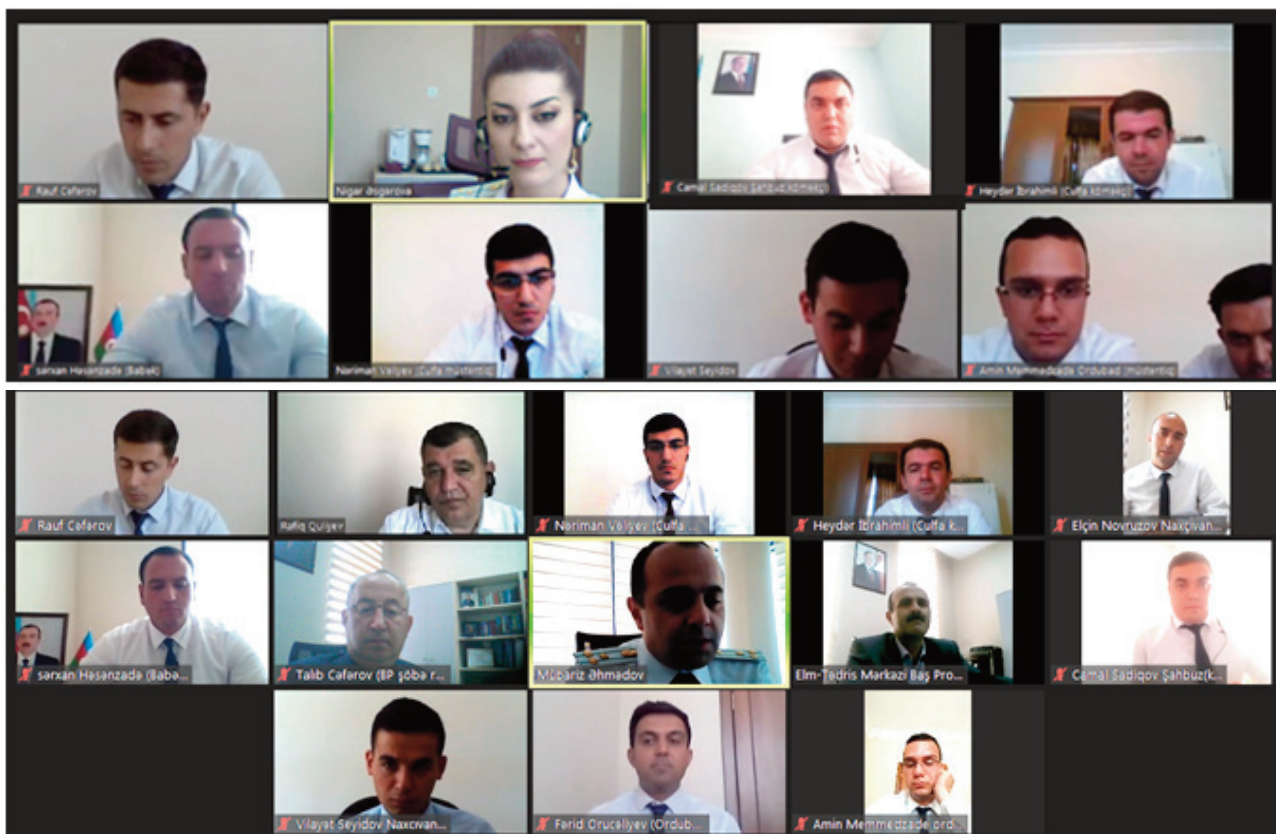 Rauf Cəfərov
Nigar Əsgərova
Camal Sadiqov Şahbuz(köməkçi)
Heydər İbrahimli (Culfa köməkçi)
sərxan Həsənzadə (Babək)
Nəriman Vəliyev (Culfa müstəntiq)
Vilayət Seyidov
Amin Məmmədzadə Ordubad (müstəntiq)
Rauf Cəfərov
Rafiq Quliyev
Nəriman Vəliyev (Culfa ...
Heydər İbrahimli (Culfa k...
Elçin Novruzov Naxçıvan...
sərxan Həsənzadə (Babə...
Talıb Cəfərov (BP şöbə r...
Mübariz Əhmədov
Elm-Tədris Mərkəzi Baş Pro...
Camal Sadiqov Şahbuz(k...
Vilayət Seyidov Naxcıvan...
Fərid Orucəliyev (Ordub...
Amin Məmmədzadə ord...